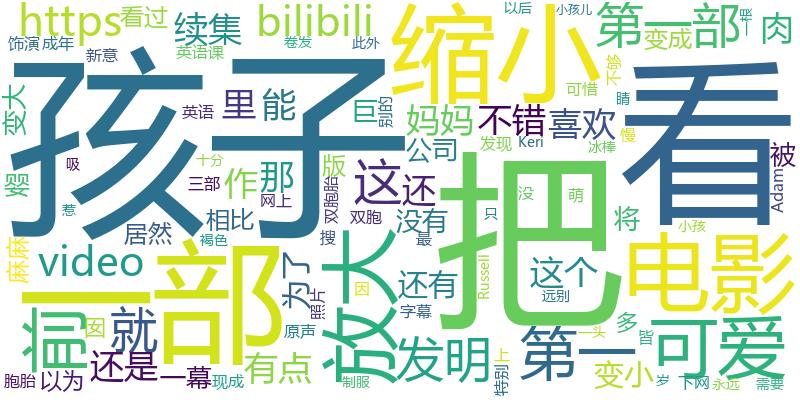 https 看过 续集 bilibili 缩小 以后 小孩儿 第一部 肉
饰演 成年 新意 英语课 卷发 此外 变成
变大 孩子 里 能 英语 巨 别的 妈妈 不错 喜欢 可惜 不够 睛 看
吸 十分 三部 那 作 版 公司 发现 Keri 慢 冰棒 被
婴 惹 网上 双胞胎 这 还 把 没 萌 将 Adam
麻麻 居然 相比 褐色 搜 双胞 没有 最 只 小孩
video 部 为了 照片 放大 还有 字幕 Russell 这个 远别 多 电影
前一 囡 就 原声 因 发明 上 第一 一头 皆 可爱
胞胎 以为 还是 一幕 现成 有点 制服 特别 变小 岁 下网 永远 需要